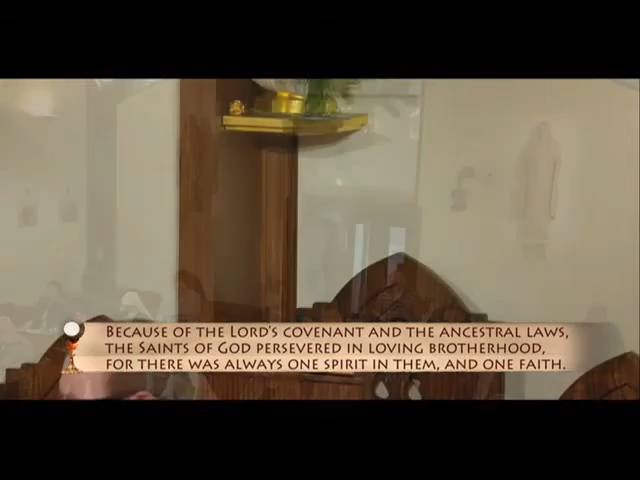 Because of the Lord's covenant and the ancestral laws,
the Saints of God persevered in loving brotherhood,
for there was always one spirit in them, and one faith.